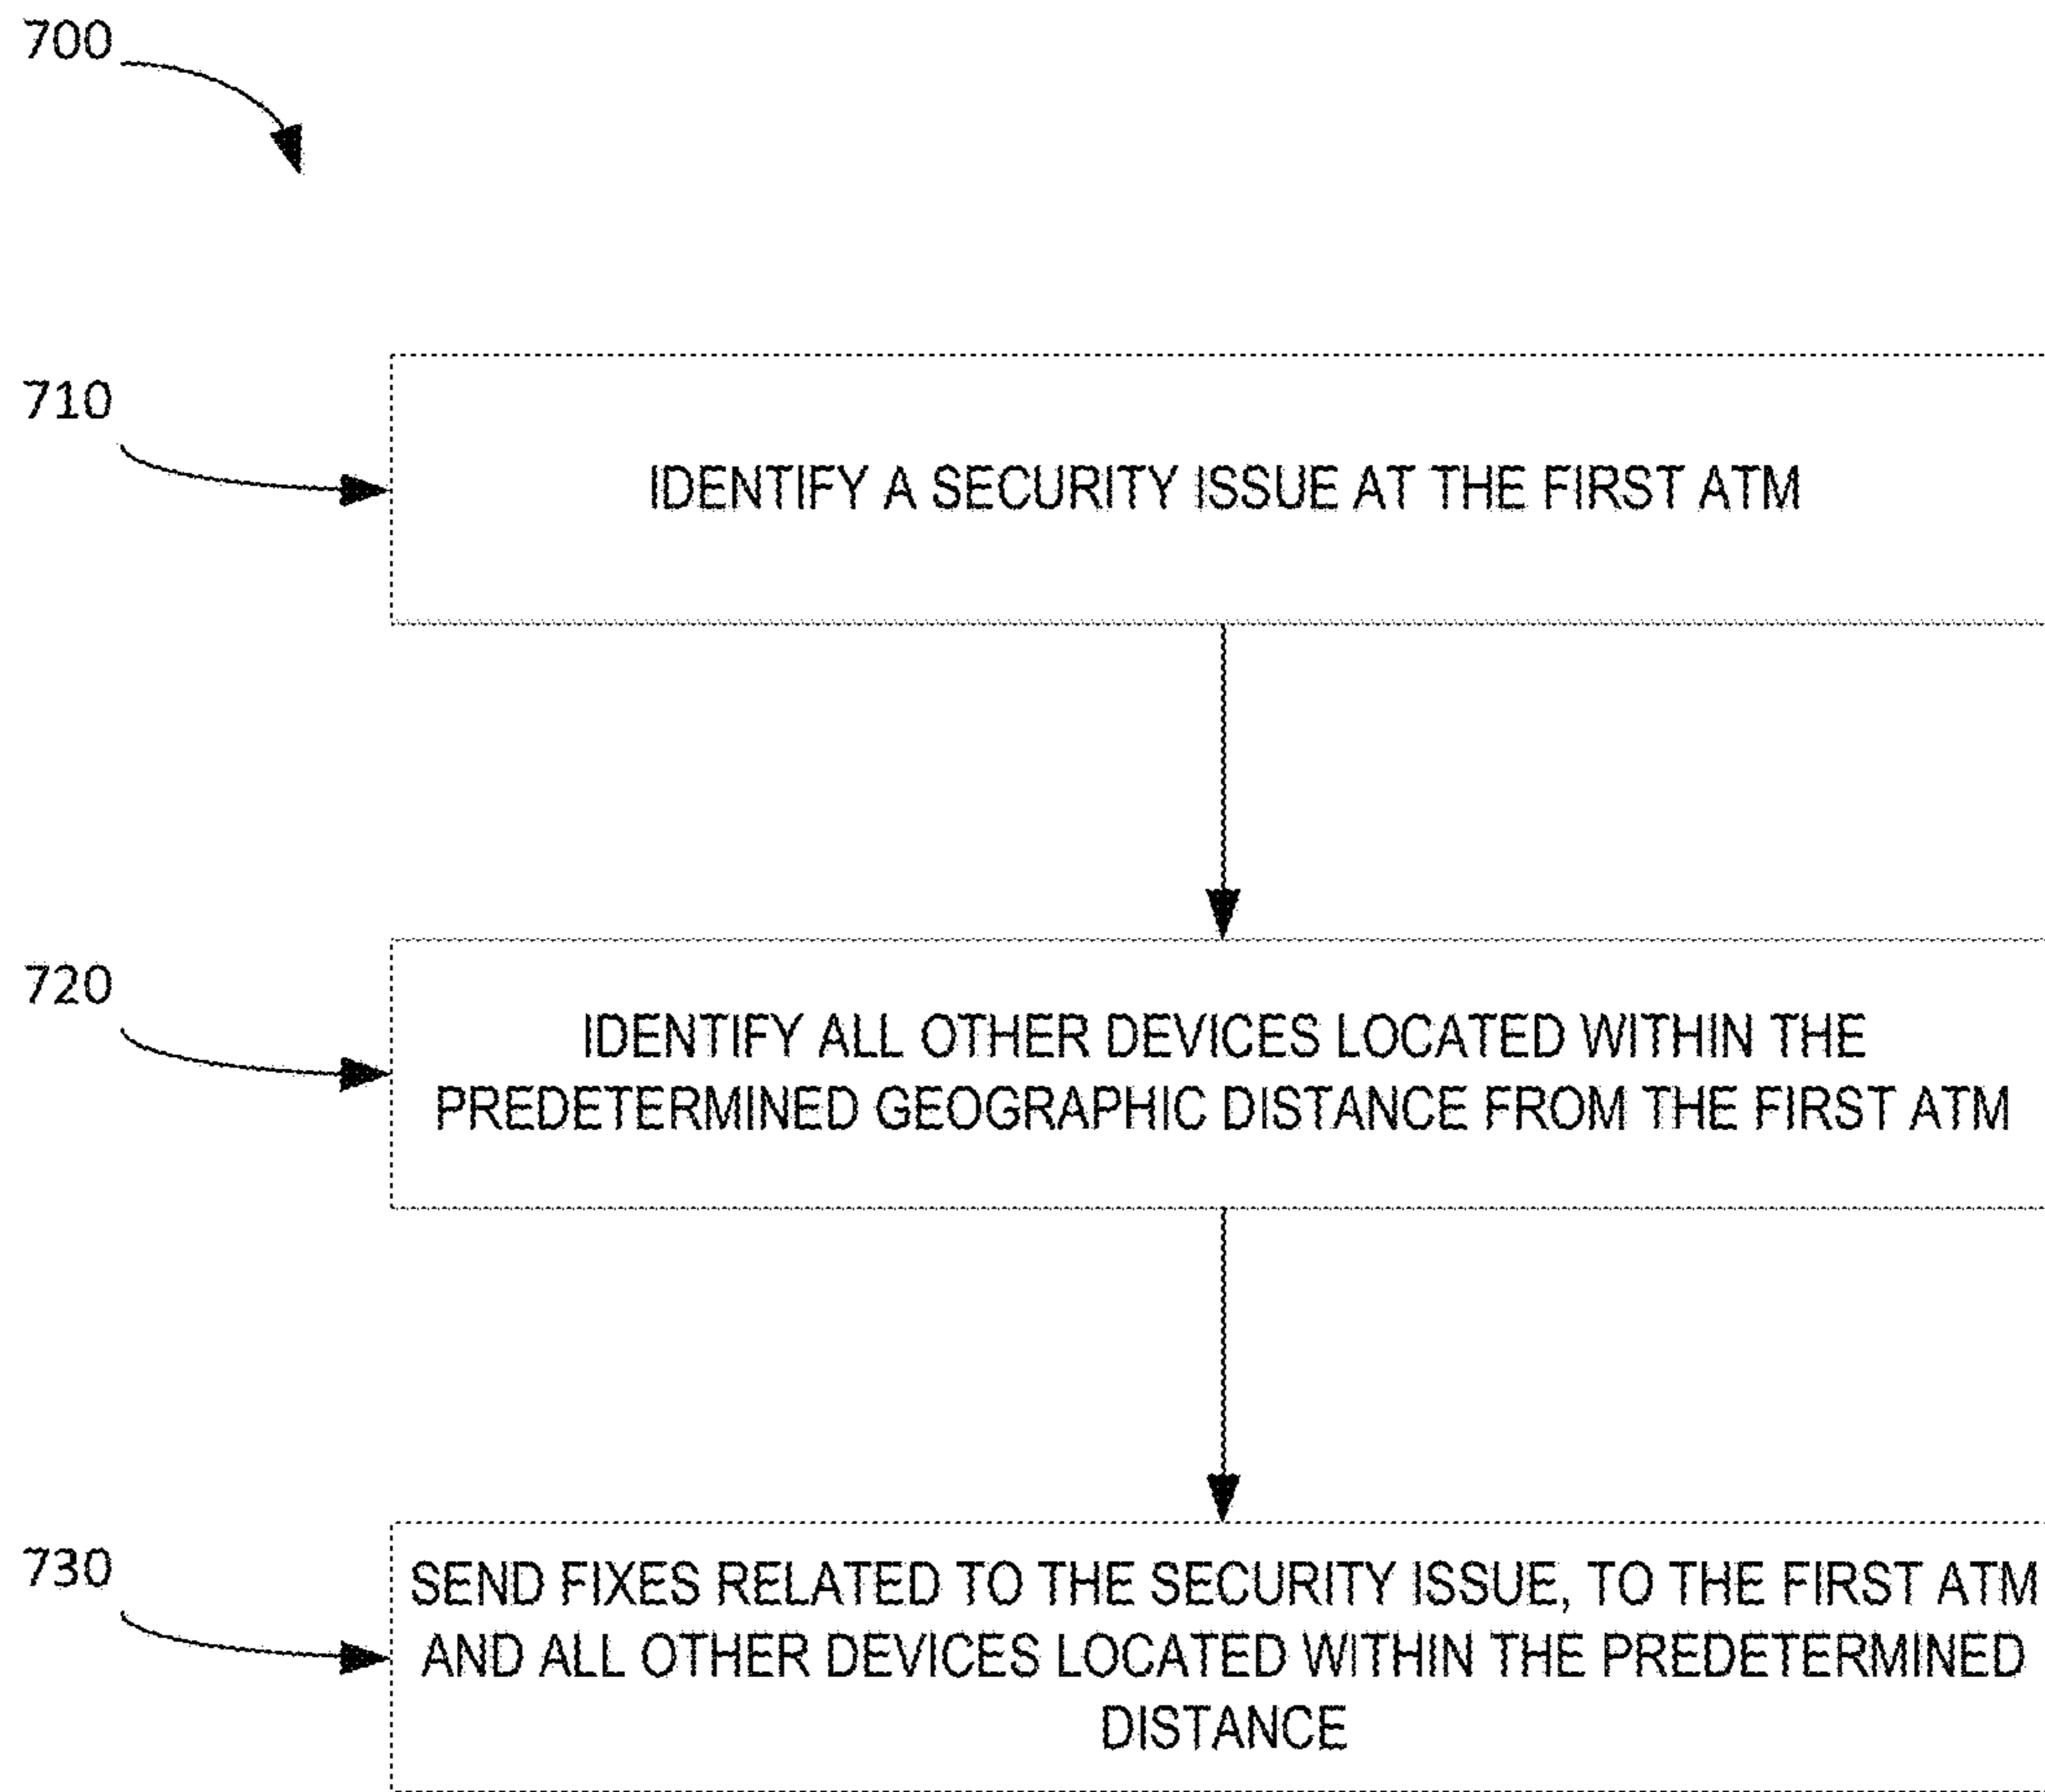 700
710
IDENTIFY A SECURITY ISSUE AT THE FIRST ATM
720
IDENTIFY ALL OTHER DEVICES LOCATED WITHIN THE
PREDETERMINED GEOGRAPHIC DISTANCE FROM THE FIRST ATM
730
SEND FIXES RELATED TO THE SECURITY ISSUE, TO THE FIRST ATM
AND ALL OTHER DEVICES LOCATED WITHIN THE PREDETERMINED
DISTANCE